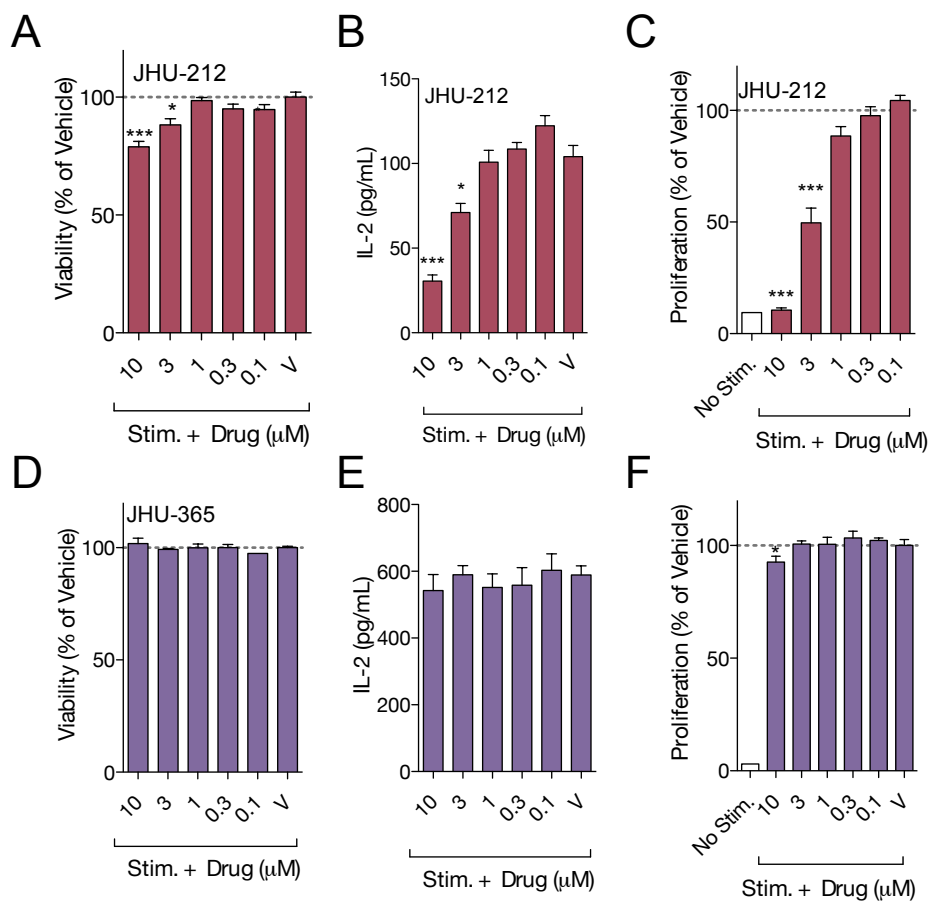 A
JHU-212
Viability (% of Vehicle)
100
50
0
***
*
10
3
1
0.3
0.1
V
Stim. + Drug (μM)
B
JHU-212
IL-2 (pg/mL)
150
100
50
0
***
*
10
3
1
0.3
0.1
V
Stim. + Drug (μM)
C
JHU-212
Proliferation (% of Vehicle)
100
50
0
***
***
No Stim.
10
3
1
0.3
0.1
Stim. + Drug (μM)
D
JHU-365
Viability (% of Vehicle)
100
50
0
10
3
1
0.3
0.1
V
Stim. + Drug (μM)
E
IL-2 (pg/mL)
800
600
400
200
0
10
3
1
0.3
0.1
V
Stim. + Drug (μM)
F
Proliferation (% of Vehicle)
100
50
0
*
No Stim.
10
3
1
0.3
0.1
V
Stim. + Drug (μM)